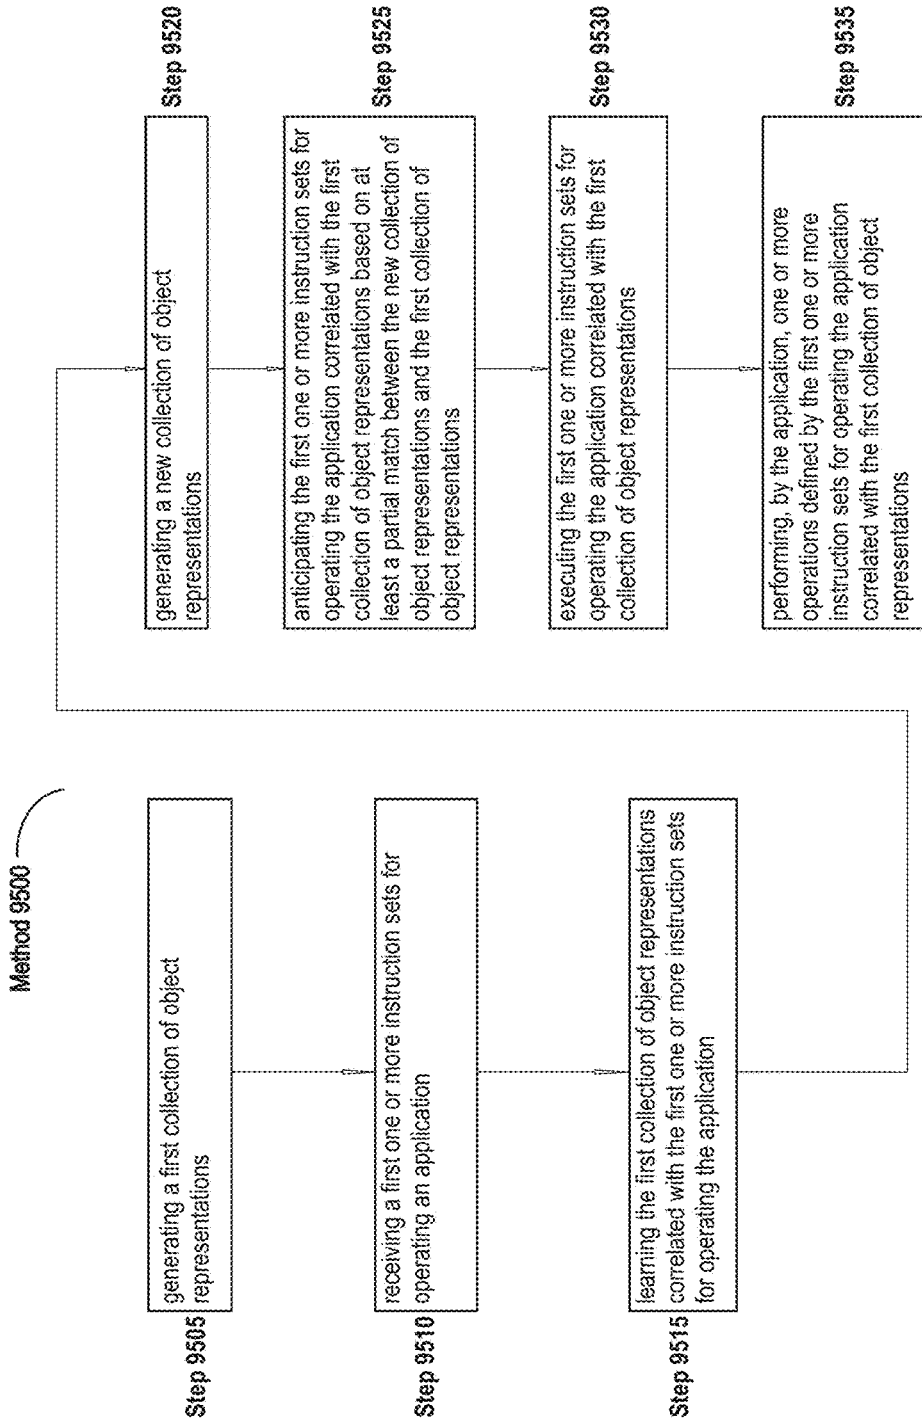 Method 9500
Step 9505
generating a first collection of object
representations
Step 9510
receiving a first one or more instruction sets for
operating an application
Step 9515
learning the first collection of object representations
correlated with the first one or more instruction sets
for operating the application
generating a new collection of object
representations
Step 9520
anticipating the first one or more instruction sets for
operating the application correlated with the first
collection of object representations based on at
least a partial match between the new collection of
object representations and the first collection of
object representations
Step 9525
executing the first one or more instruction sets for
operating the application correlated with the first
collection of object representations
Step 9530
performing, by the application, one or more
operations defined by the first one or more
instruction sets for operating the application
correlated with the first collection of object
representations
Step 9535